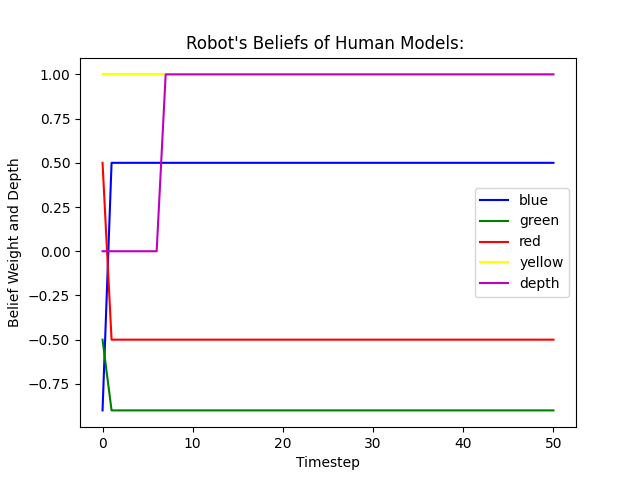 Robot's Beliefs of Human Models:
Belief Weight and Depth
1.00
0.75
0.50
0.25
0.00
−0.25
−0.50
−0.75
blue
green
red
yellow
depth
0 10 20 30 40 50
Timestep